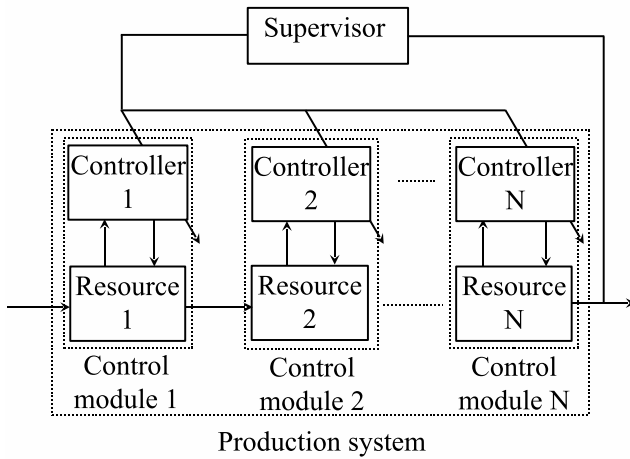 Supervisor
Controller
1
Controller
2
........
Controller
N
Resource
1
Resource
2
............
Resource
N
Control
module 1
Control
module 2
Control
module N
Production system